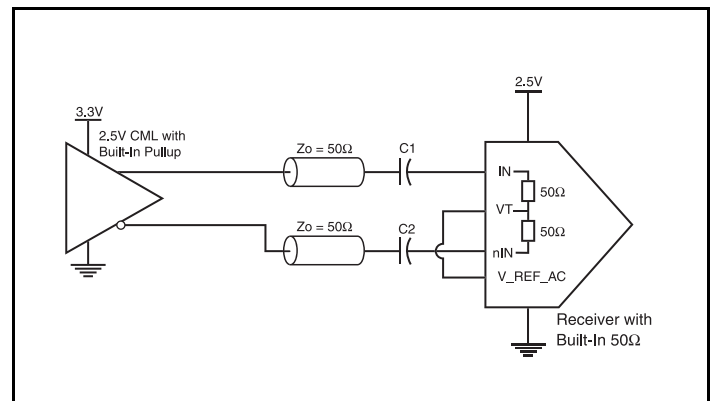 3.3V
2.5V CML with
Built-In Pullup
Zo = 50Ω
C1
Zo = 50Ω
C2
2.5V
IN
50Ω
VT
50Ω
nIN
V_REF_AC
Receiver with
Built-In 50Ω